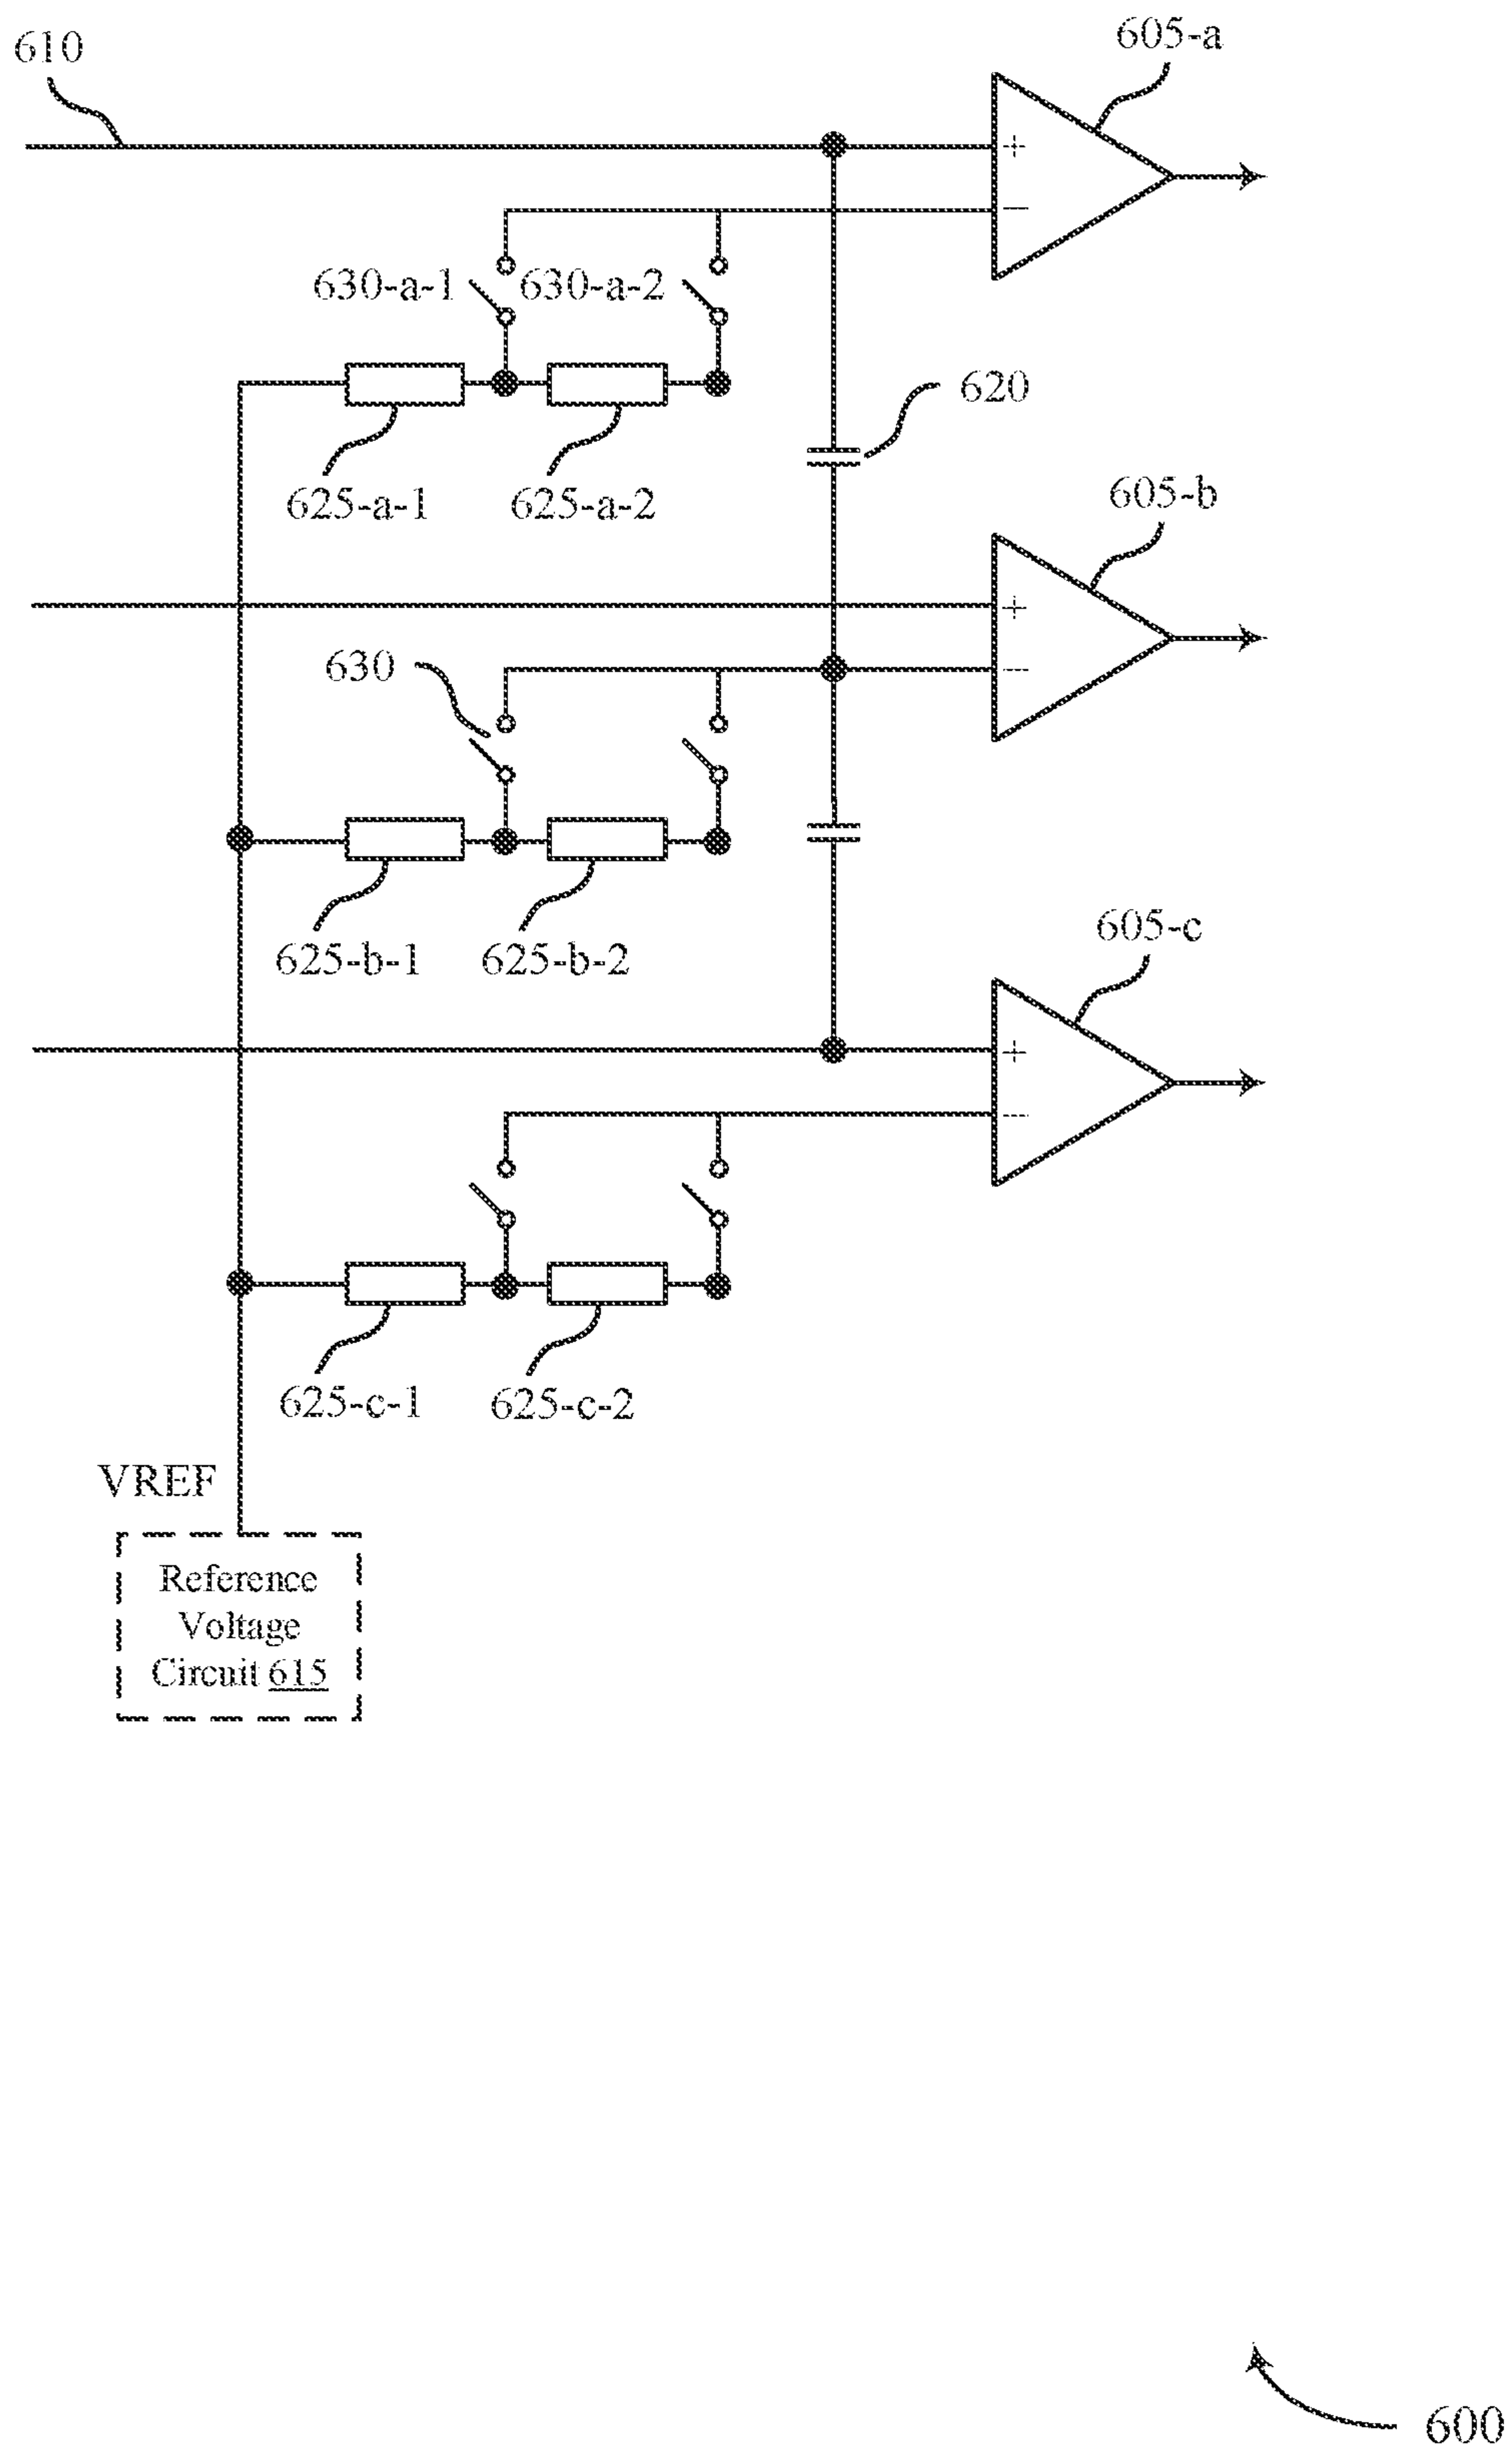 605-a
610
+
−
630-a-1 630-a-2
620
625-a-1 625-a-2
605-b
+
−
630
625-b-1 625-b-2
605-c
+
−
625-c-1 625-c-2
VREF
Reference
Voltage
Circuit 615
600